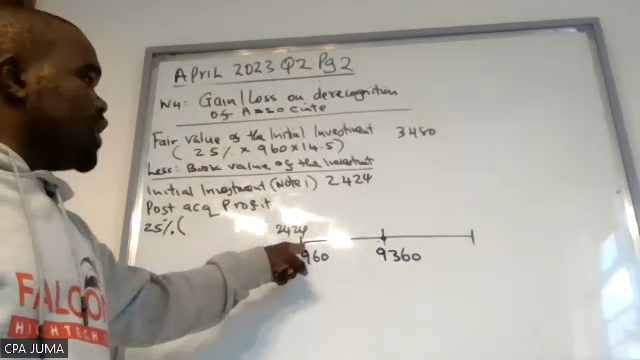 April 2023 Q2 Pg2
W4: Gain/Loss on derecognition
of Associate
Fair value of the Initial Investment 3480
( 25% x 960 x 14.5)
Less: Book value of the Investment
Initial Investment (Note 1) 2424
Post acq Profit
25% (
2424
960 9360
FALCON
HIGHTECH
CPA JUMA